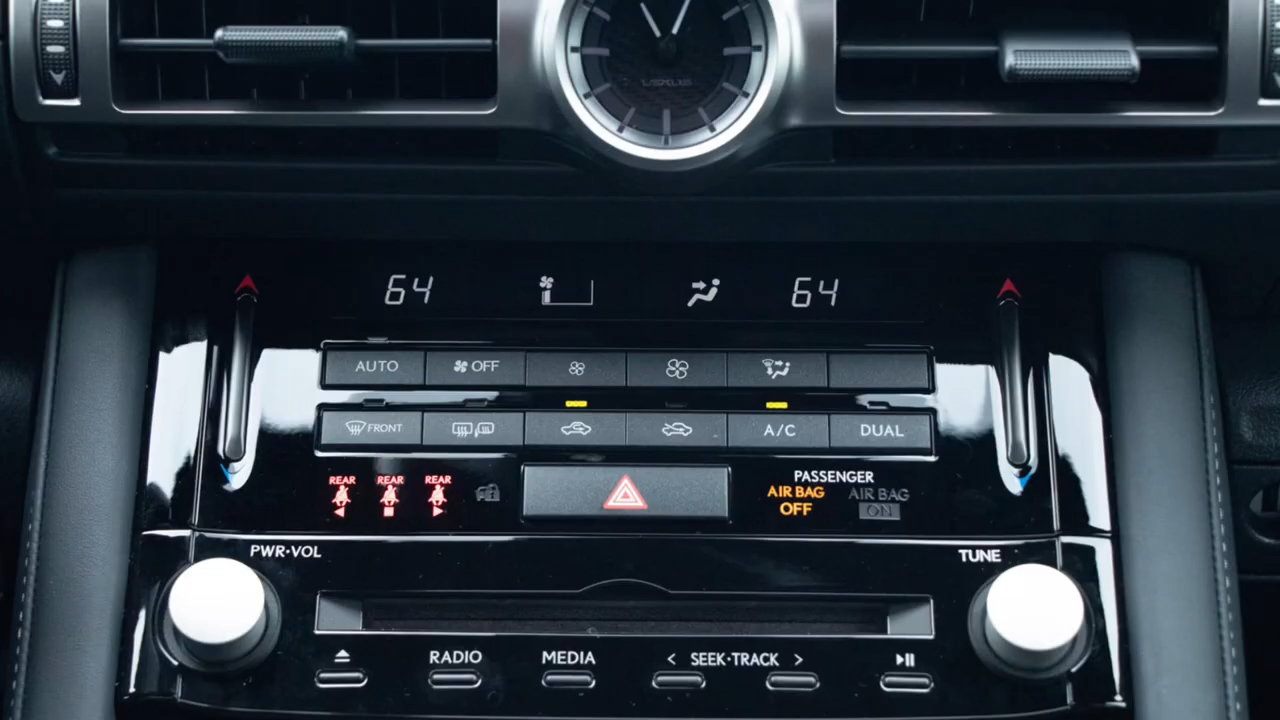 LEXUS
64 64
AUTO OFF
FRONT A/C DUAL
REAR REAR REAR
PASSENGER
AIR BAG OFF
AIR BAG ON
PWR·VOL TUNE
RADIO MEDIA < SEEK·TRACK >